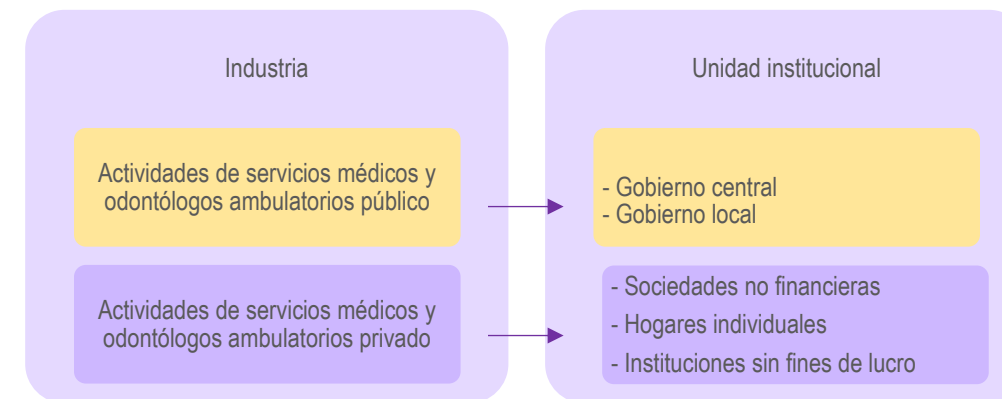 Industria
Actividades de servicios médicos y
odontólogos ambulatorios público
Actividades de servicios médicos y
odontólogos ambulatorios privado
Unidad institucional
- Gobierno central
- Gobierno local
- Sociedades no financieras
- Hogares individuales
- Instituciones sin fines de lucro